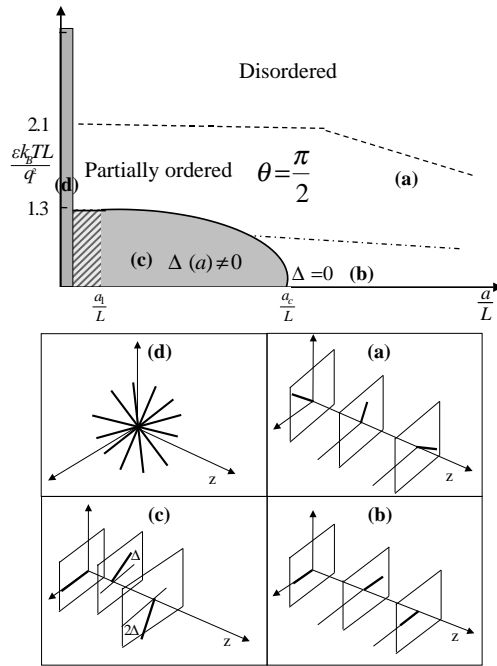 Disordered
2.1
εk_BTL
q²
Partially ordered
θ = π/2
(a)
(d)
1.3
(c) Δ (a) ≠ 0
Δ = 0 (b)
a₁/L
a_c/L
a/L
(d)
z
(a)
z
(c)
Δ
2Δ
z
(b)
z